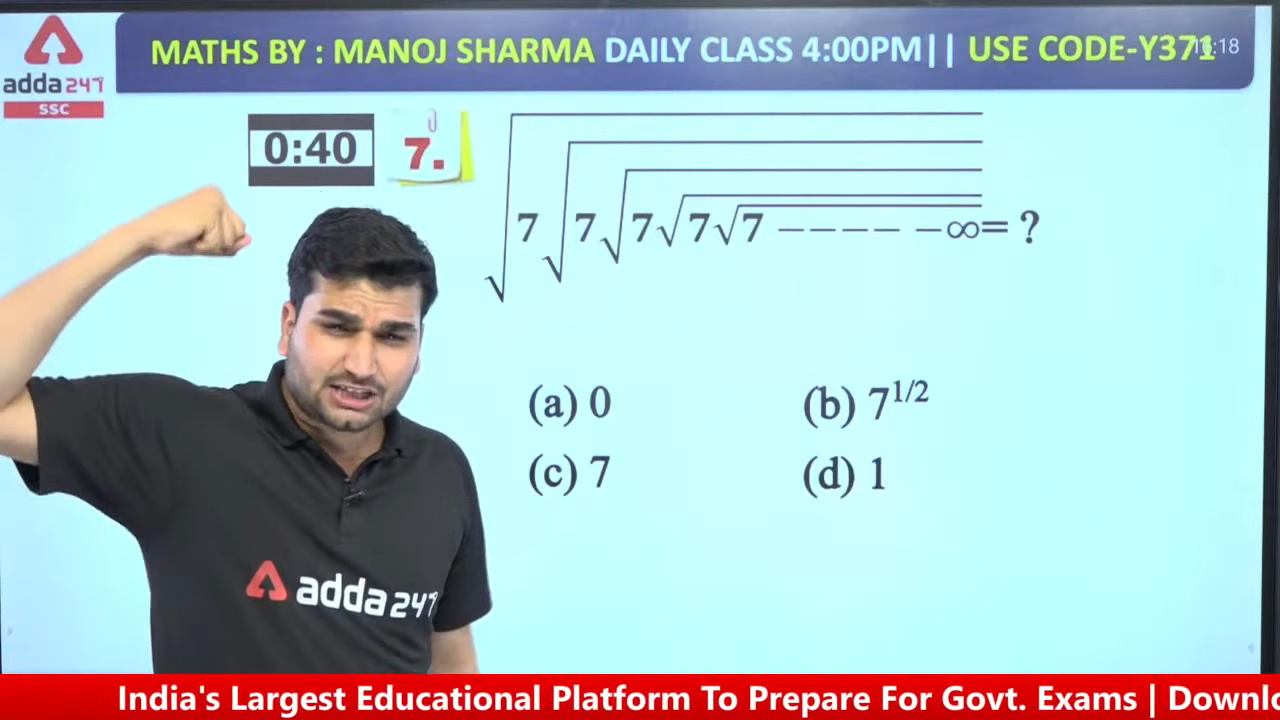 MATHS BY : MANOJ SHARMA DAILY CLASS 4:00PM|| USE CODE-Y371
adda247
SSC
0:40
7.
√7√7√7√7√7 – – – – – –∞= ?
(a) 0
(b) 7^1/2
(c) 7
(d) 1
adda247
India's Largest Educational Platform To Prepare For Govt. Exams | Downlo